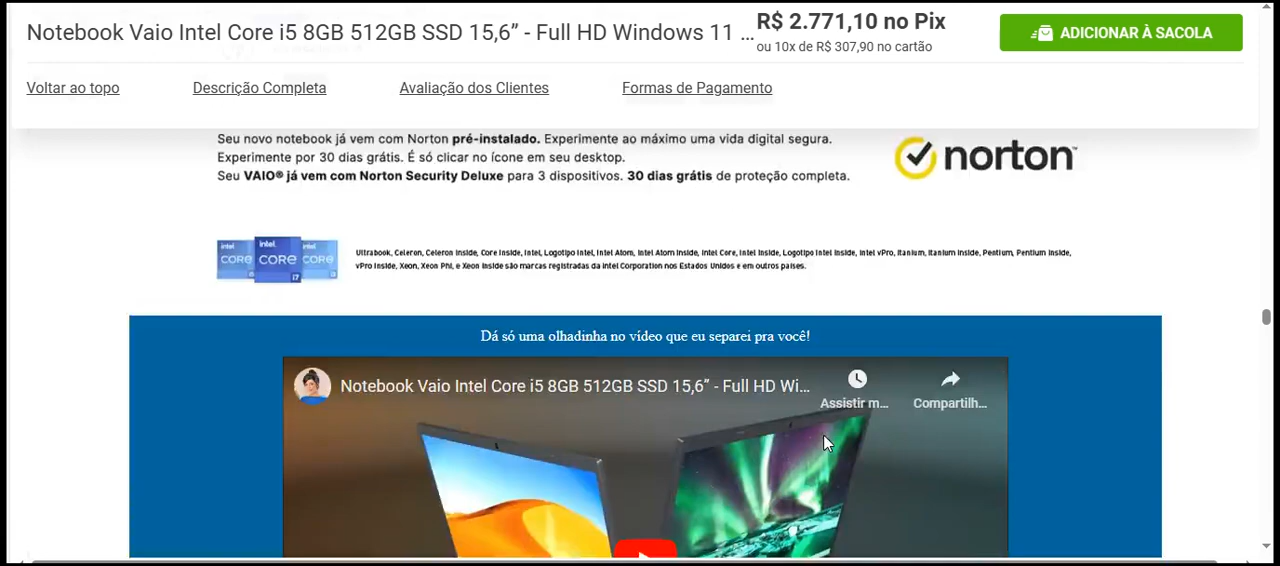 Notebook Vaio Intel Core i5 8GB 512GB SSD 15,6” - Full HD Windows 11 ...
R$ 2.771,10 no Pix
ou 10x de R$ 307,90 no cartão
ADICIONAR À SACOLA
Voltar ao topo
Descrição Completa
Avaliação dos Clientes
Formas de Pagamento
Seu novo notebook já vem com Norton pré-instalado. Experimente ao máximo uma vida digital segura.
Experimente por 30 dias grátis. É só clicar no ícone em seu desktop.
Seu VAIO® já vem com Norton Security Deluxe para 3 dispositivos. 30 dias grátis de proteção completa.
norton™
intel. CORE
intel. CORE i7
intel. CORE i3
Ultrabook, Celeron, Celeron Inside, Core Inside, Intel, Logotipo Intel, Intel Atom, Intel Atom Inside, Intel Core, Intel Inside, Logotipo Intel Inside, Intel vPro, Itanium, Itanium Inside, Pentium, Pentium Inside,
vPro Inside, Xeon, Xeon Phi, e Xeon Inside são marcas registradas da Intel Corporation nos Estados Unidos e em outros países.
Dá só uma olhadinha no vídeo que eu separei pra você!
Notebook Vaio Intel Core i5 8GB 512GB SSD 15,6” - Full HD Wi...
Assistir m...
Compartilh...